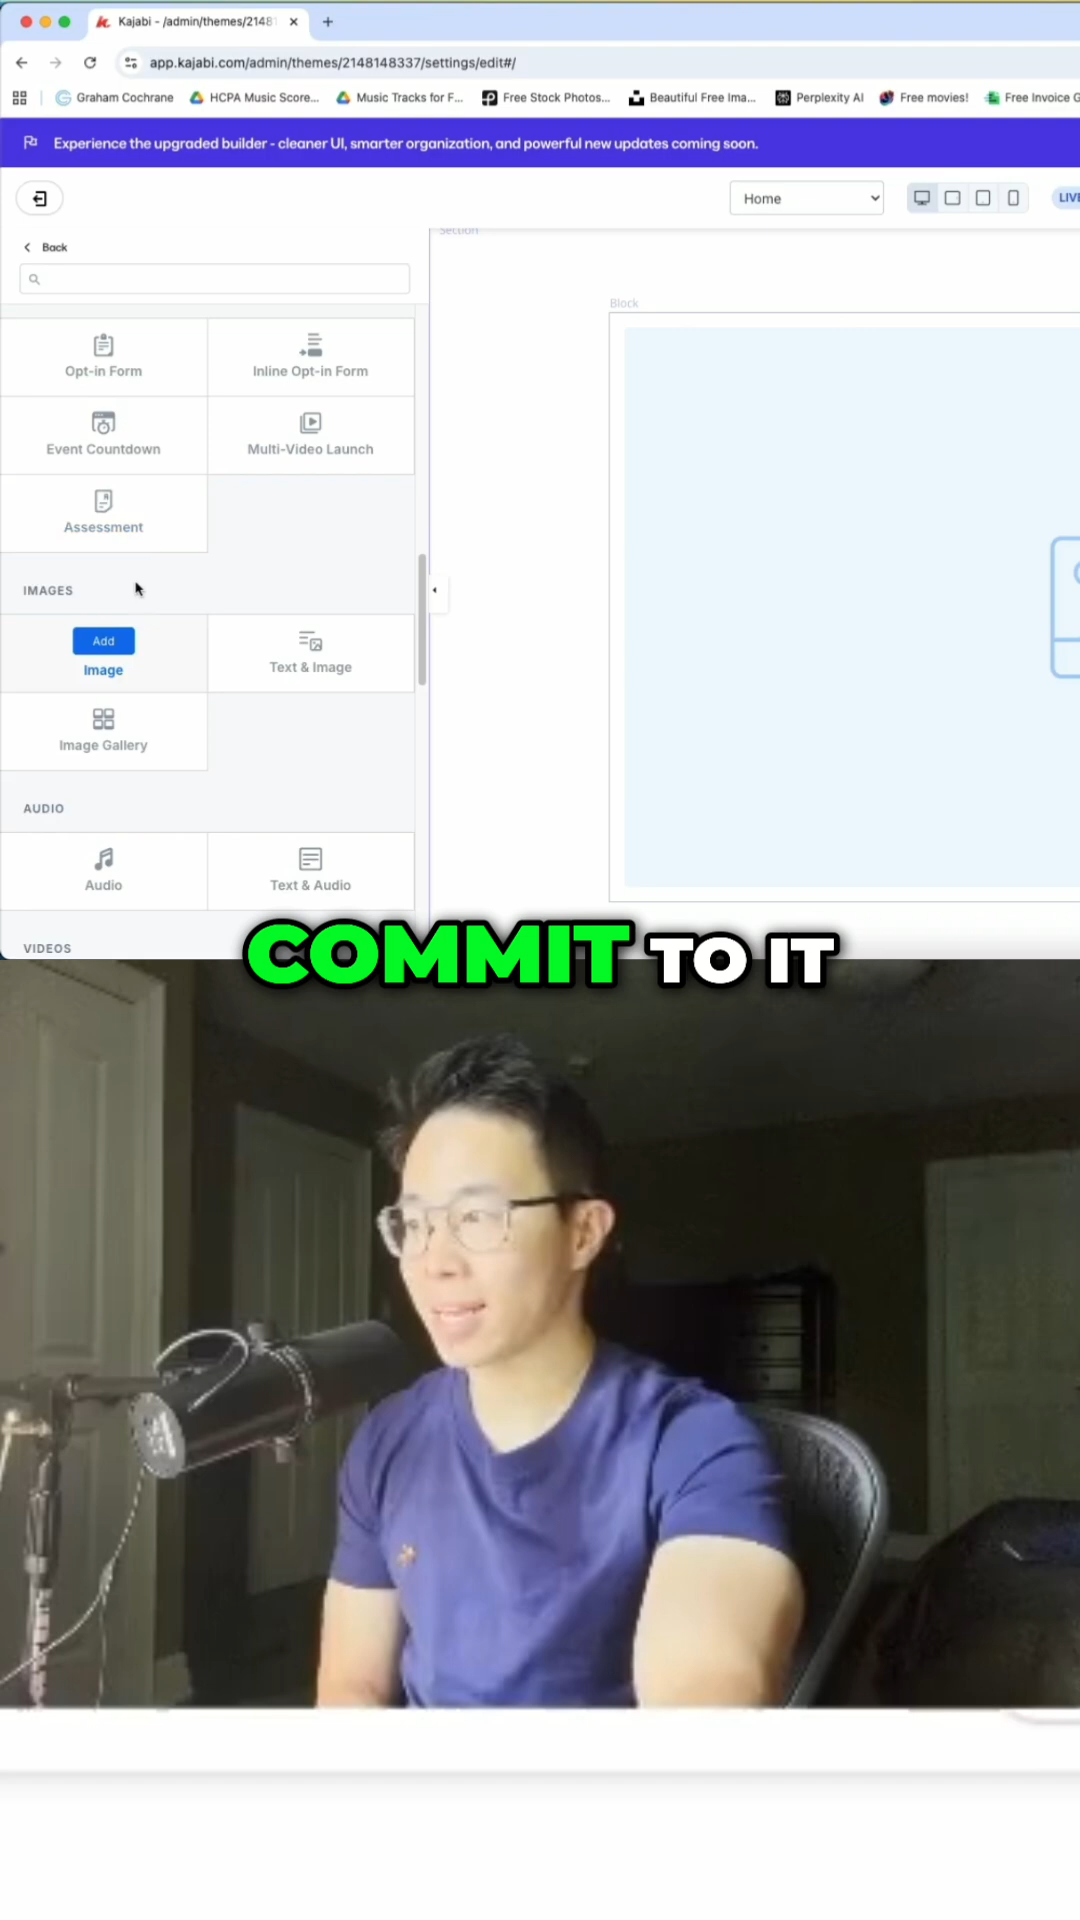 Kajabi - /admin/themes/2148
app.kajabi.com/admin/themes/2148148337/settings/edit#/
Graham Cochrane
HCPA Music Score...
Music Tracks for F...
Free Stock Photos...
Beautiful Free Ima...
Perplexity AI
Free movies!
Free Invoice G
Experience the upgraded builder - cleaner UI, smarter organization, and powerful new updates coming soon.
Home
LIVE
Back
Section
Block
Opt-in Form
Inline Opt-in Form
Event Countdown
Multi-Video Launch
Assessment
IMAGES
Add
Image
Text & Image
Image Gallery
AUDIO
Audio
Text & Audio
VIDEOS
COMMIT TO IT